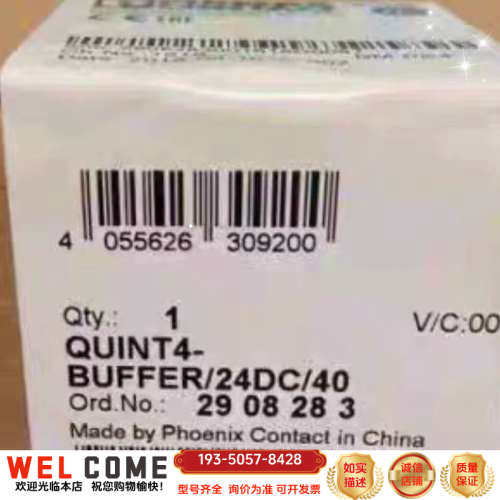 4 055626 309200
Qty.: 1
V/C:00
QUINT4-
BUFFER/24DC/40
Ord.No.: 29 08 28 3
Made by Phoenix Contact in China
WEL COME
欢迎光临本店 祝您购物愉快!
19350578428
型号齐全 询价为准 可开发票
如实
描述
诚信
店铺
质量
保证